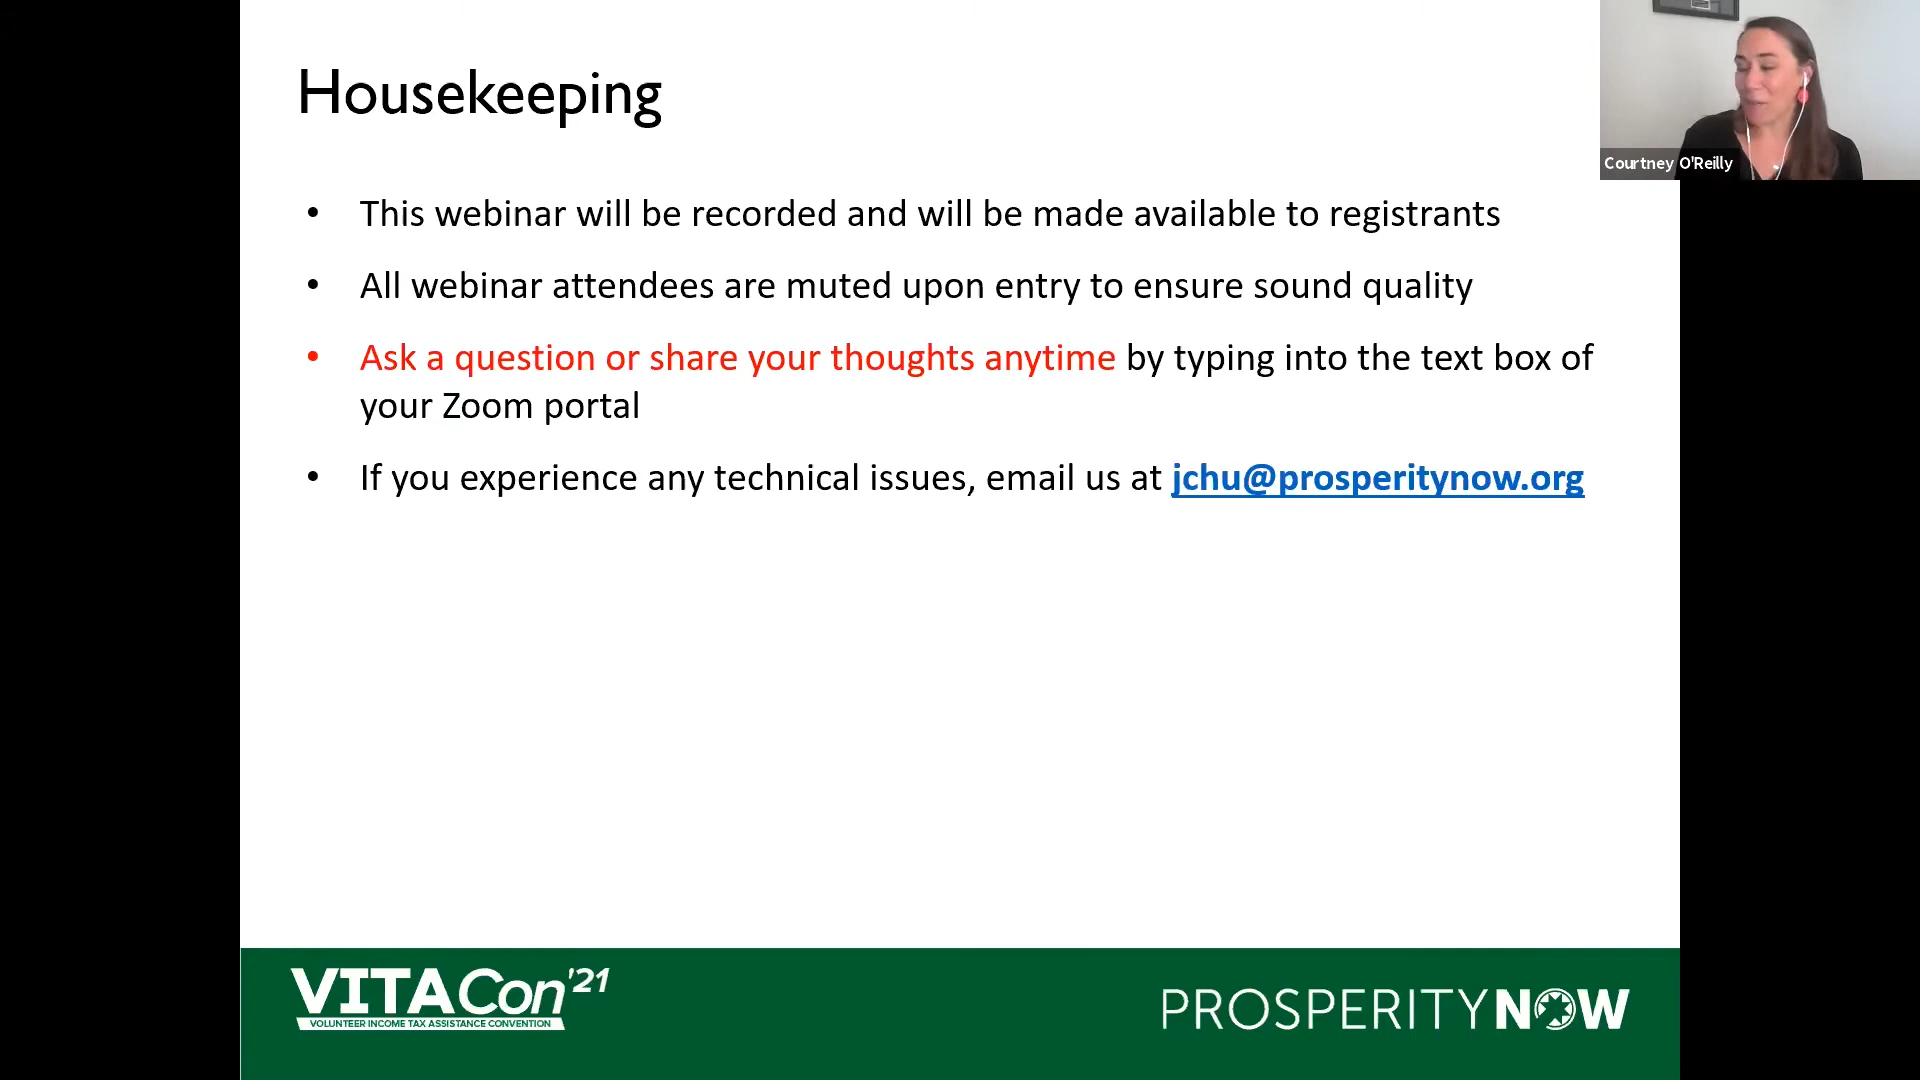 Housekeeping
Courtney O'Reilly
• This webinar will be recorded and will be made available to registrants
• All webinar attendees are muted upon entry to ensure sound quality
• Ask a question or share your thoughts anytime by typing into the text box of
your Zoom portal
• If you experience any technical issues, email us at jchu@prosperitynow.org
VITACon'21
VOLUNTEER INCOME TAX ASSISTANCE CONVENTION
PROSPERITYNOW